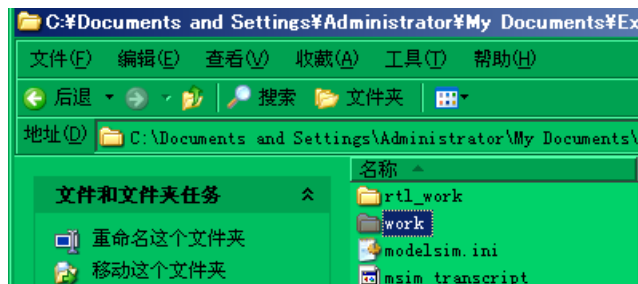 C:¥Documents and Settings¥Administrator¥My Documents¥Ex
文件(F) 编辑(E) 查看(V) 收藏(A) 工具(T) 帮助(H)
后退 搜索 文件夹
地址(D) C:\Documents and Settings\Administrator\My Documents\
名称
文件和文件夹任务
rtl_work
work
重命名这个文件夹
modelsim.ini
移动这个文件夹
msim_transcript